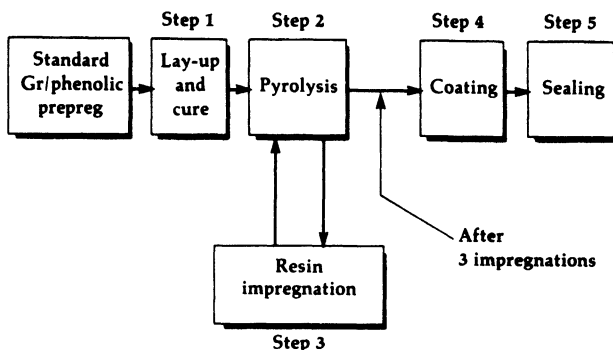 Step 1
Step 2
Step 4
Step 5
Standard
Gr/phenolic
prepreg
Lay-up
and
cure
Pyrolysis
Coating
Sealing
After
3 impregnations
Resin
impregnation
Step 3